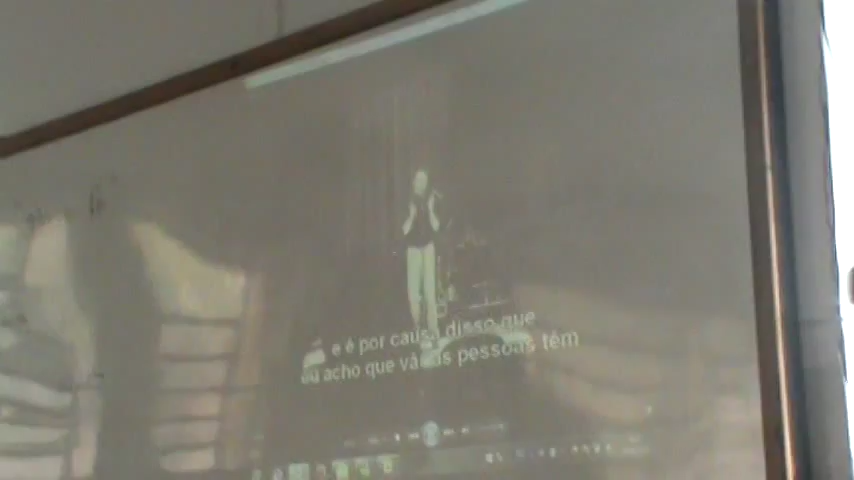 e é por causa disso que
eu acho que várias pessoas têm